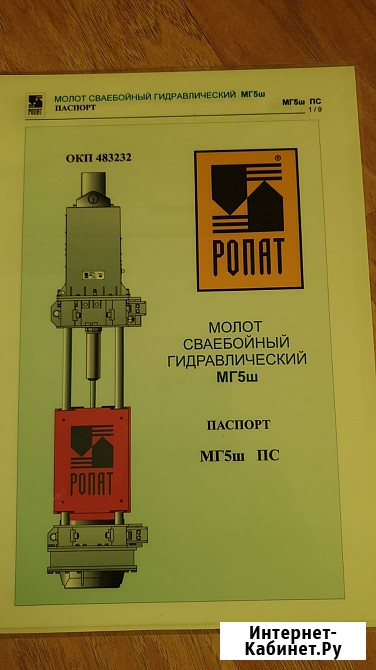 МОЛОТ СВАЕБОЙНЫЙ ГИДРАВЛИЧЕСКИЙ МГ5ш
ПАСПОРТ
МГ5ш ПС
1 / 9
РОПАТ
ОКП 483232
®
РОПАТ
МОЛОТ
СВАЕБОЙНЫЙ
ГИДРАВЛИЧЕСКИЙ
МГ5ш
ПАСПОРТ
МГ5ш ПС
РОПАТ
Интернет-
Кабинет.Ру